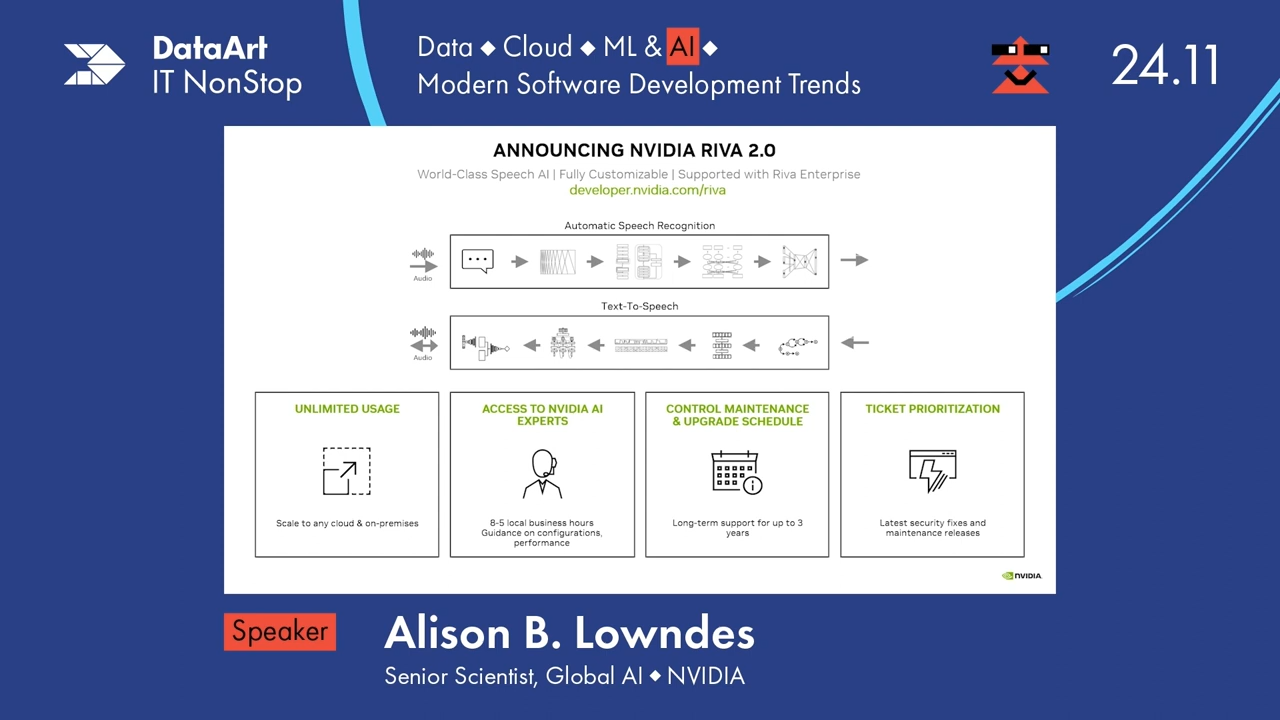 DataArt
IT NonStop
Data ◆ Cloud ◆ ML & AI ◆
Modern Software Development Trends
24.11
ANNOUNCING NVIDIA RIVA 2.0
World-Class Speech AI | Fully Customizable | Supported with Riva Enterprise
developer.nvidia.com/riva
Automatic Speech Recognition
Audio
Text-To-Speech
Audio
UNLIMITED USAGE
Scale to any cloud & on-premises
ACCESS TO NVIDIA AI
EXPERTS
8-5 local business hours
Guidance on configurations,
performance
CONTROL MAINTENANCE
& UPGRADE SCHEDULE
Long-term support for up to 3
years
TICKET PRIORITIZATION
Latest security fixes and
maintenance releases
NVIDIA
Speaker
Alison B. Lowndes
Senior Scientist, Global AI ◆ NVIDIA